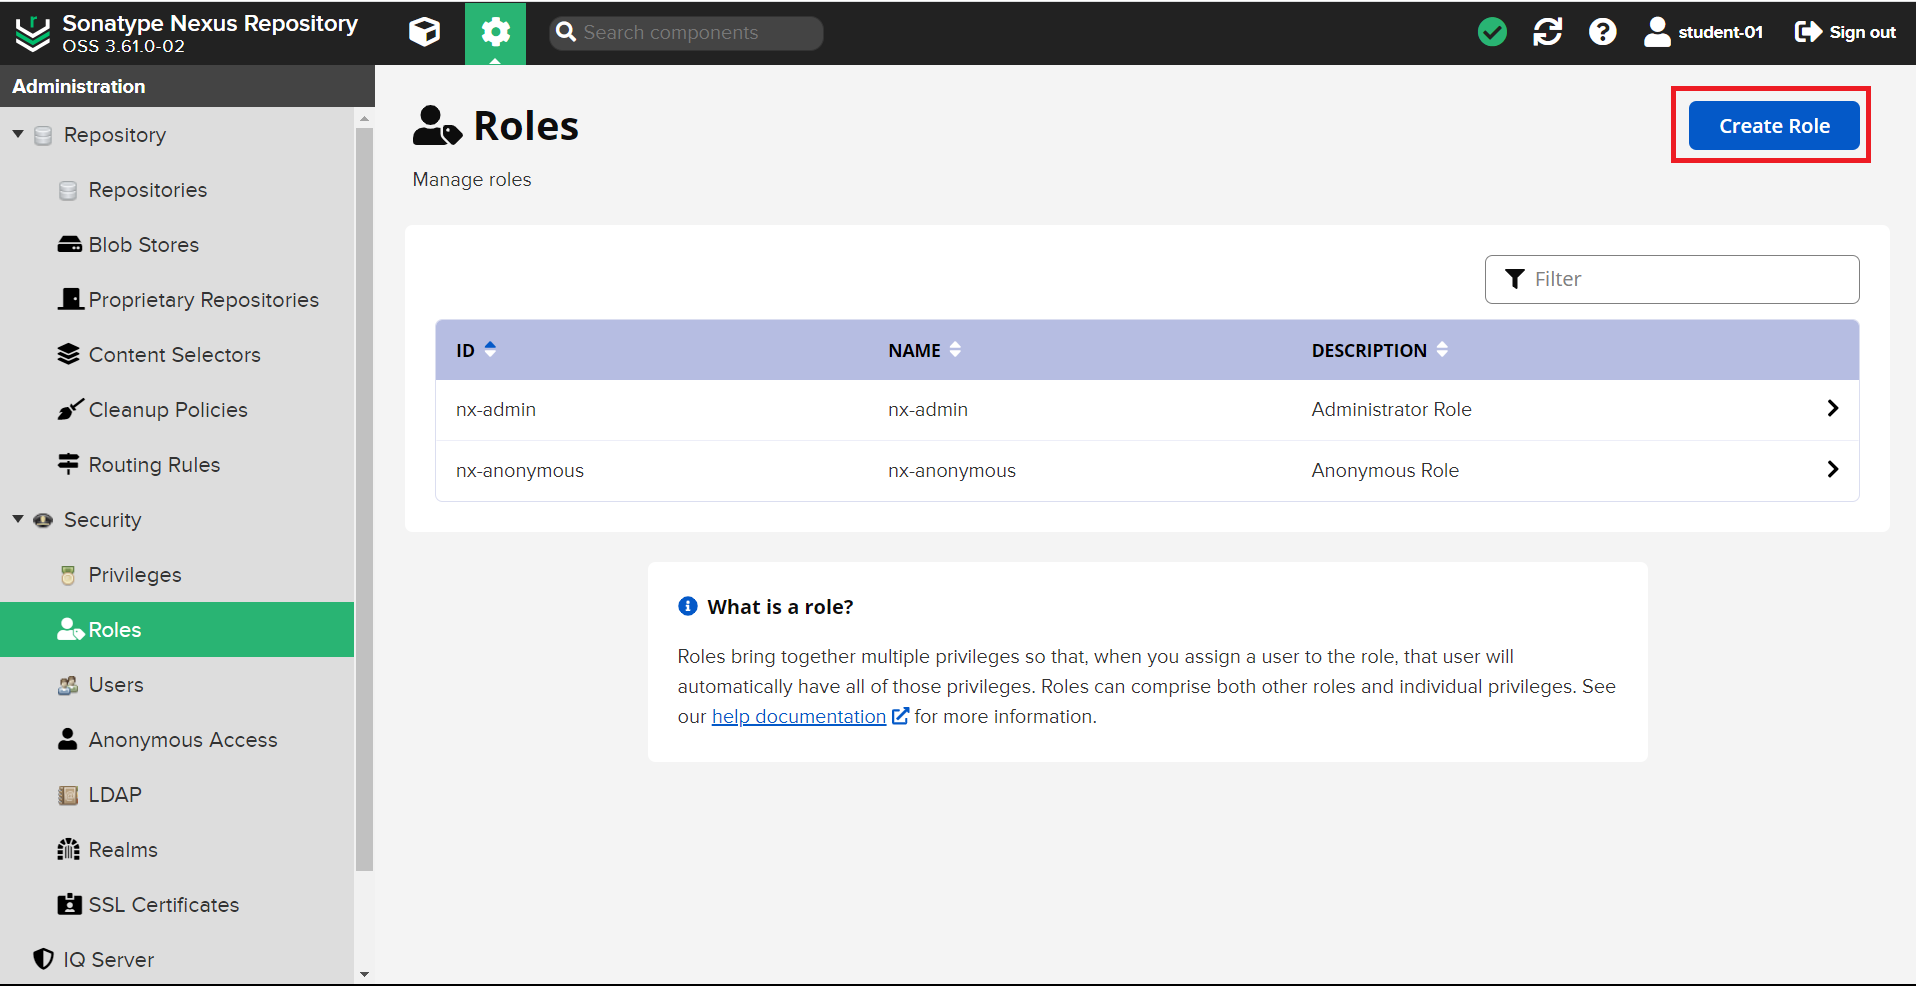 Sonatype Nexus Repository
OSS 3.61.0-02
Search components
student-01
Sign out
Administration
Repository
Repositories
Blob Stores
Proprietary Repositories
Content Selectors
Cleanup Policies
Routing Rules
Security
Privileges
Roles
Users
Anonymous Access
LDAP
Realms
SSL Certificates
IQ Server
Roles
Manage roles
Create Role
Filter
ID NAME DESCRIPTION
nx-admin nx-admin Administrator Role
nx-anonymous nx-anonymous Anonymous Role
What is a role?
Roles bring together multiple privileges so that, when you assign a user to the role, that user will
automatically have all of those privileges. Roles can comprise both other roles and individual privileges. See
our help documentation for more information.